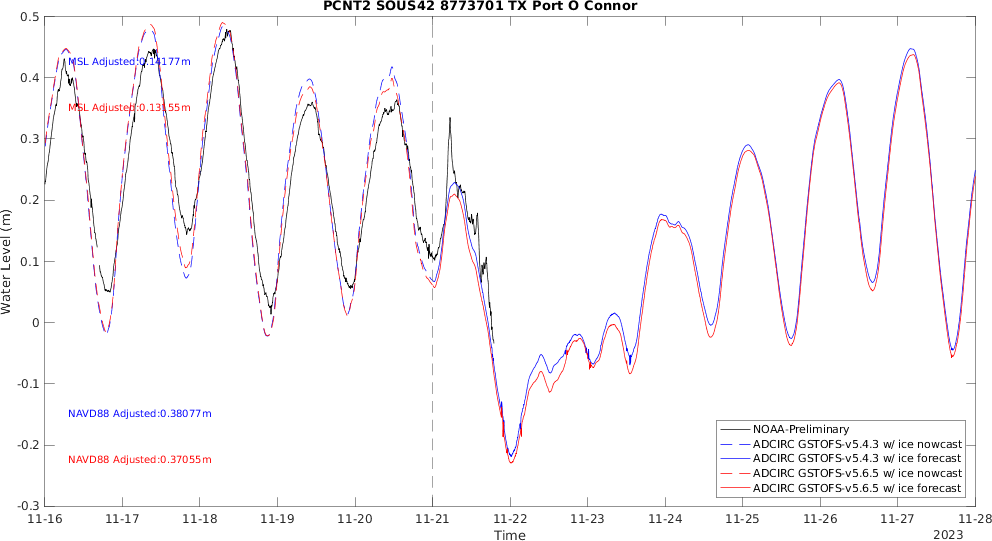 PCNT2 SOUS42 8773701 TX Port O Connor
0.5
0.4
0.3
0.2
0.1
0
-0.1
-0.2
-0.3
Water Level (m)
MSL Adjusted:0.14177m
MSL Adjusted:0.13155m
NAVD88 Adjusted:0.38077m
NAVD88 Adjusted:0.37055m
NOAA-Preliminary
ADCIRC GSTOFS-v5.4.3 w/ ice nowcast
ADCIRC GSTOFS-v5.4.3 w/ ice forecast
ADCIRC GSTOFS-v5.6.5 w/ ice nowcast
ADCIRC GSTOFS-v5.6.5 w/ ice forecast
11-16 11-17 11-18 11-19 11-20 11-21 11-22 11-23 11-24 11-25 11-26 11-27 11-28
Time
2023